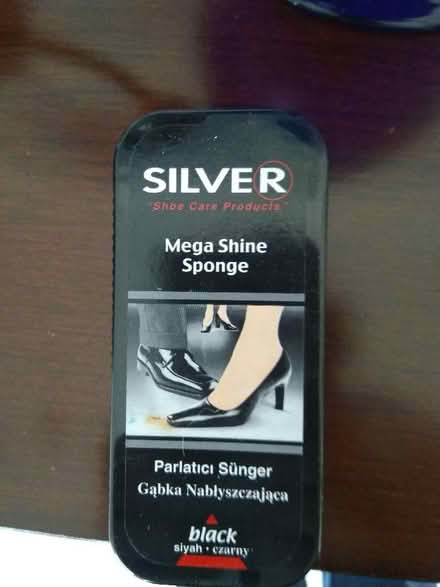 SILVER
"Shoe Care Products"
Mega Shine
Sponge
Parlatıcı Sünger
Gąbka Nabłyszczająca
black
siyah • czarny